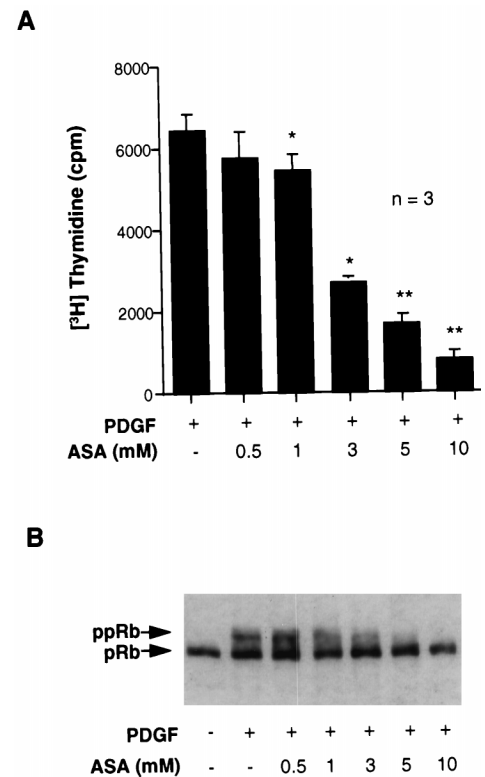 A
8000
6000
4000
2000
0
[³H] Thymidine (cpm)
*
*
**
**
n = 3
PDGF + + + + + +
ASA (mM) - 0.5 1 3 5 10
B
ppRb
pRb
PDGF - + + + + + +
ASA (mM) - - 0.5 1 3 5 10